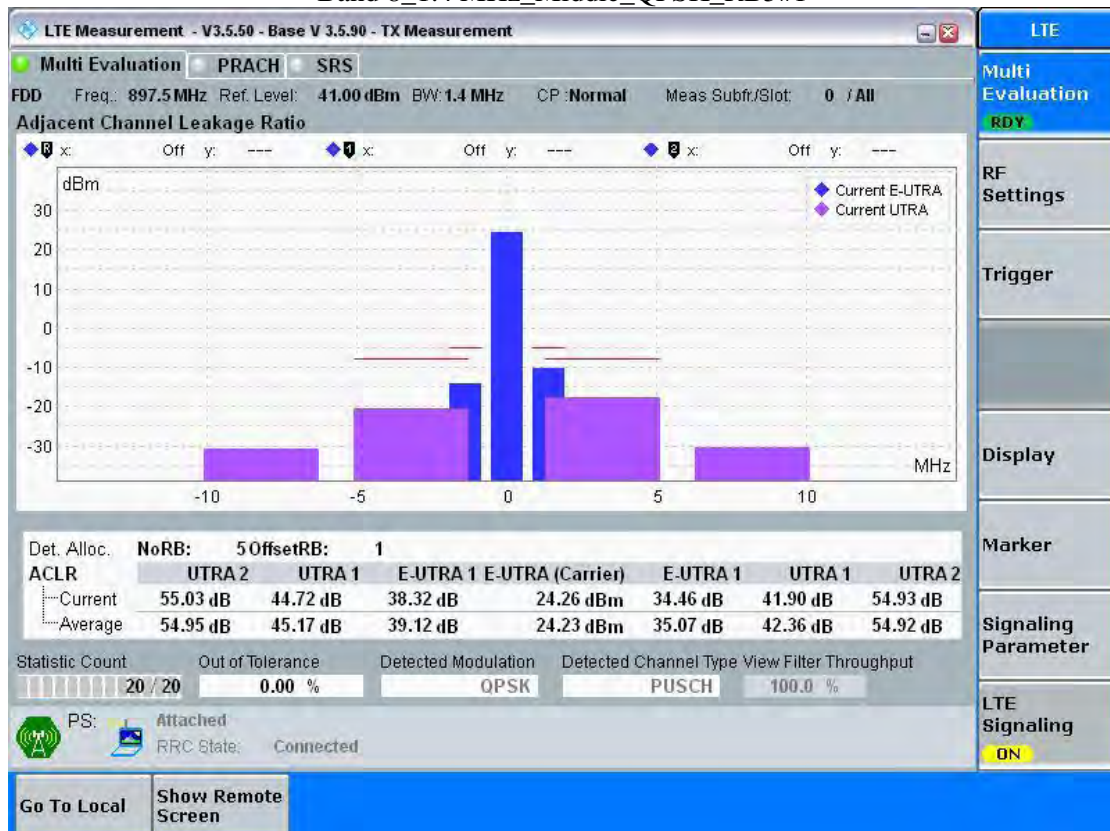 LTE Measurement - V3.5.50 - Base V 3.5.90 - TX Measurement
LTE
Multi Evaluation PRACH SRS
Multi
Evaluation
RDY
FDD Freq.: 897.5 MHz Ref. Level: 41.00 dBm BW: 1.4 MHz CP :Normal Meas Subfr./Slot: 0 / All
Adjacent Channel Leakage Ratio
R x: Off y: --- 1 x: Off y: --- 2 x: Off y: ---
dBm
Current E-UTRA
Current UTRA
30
20
10
0
-10
-20
-30
MHz
-10 -5 0 5 10
RF
Settings
Trigger
Display
Marker
Signaling
Parameter
LTE
Signaling
ON
Det. Alloc. NoRB: 5 OffsetRB: 1
ACLR UTRA 2 UTRA 1 E-UTRA 1 E-UTRA (Carrier) E-UTRA 1 UTRA 1 UTRA 2
Current 55.03 dB 44.72 dB 38.32 dB 24.26 dBm 34.46 dB 41.90 dB 54.93 dB
Average 54.95 dB 45.17 dB 39.12 dB 24.23 dBm 35.07 dB 42.36 dB 54.92 dB
Statistic Count Out of Tolerance Detected Modulation Detected Channel Type View Filter Throughput
20 / 20 0.00 % QPSK PUSCH 100.0 %
PS: Attached
RRC State: Connected
Go To Local
Show Remote
Screen